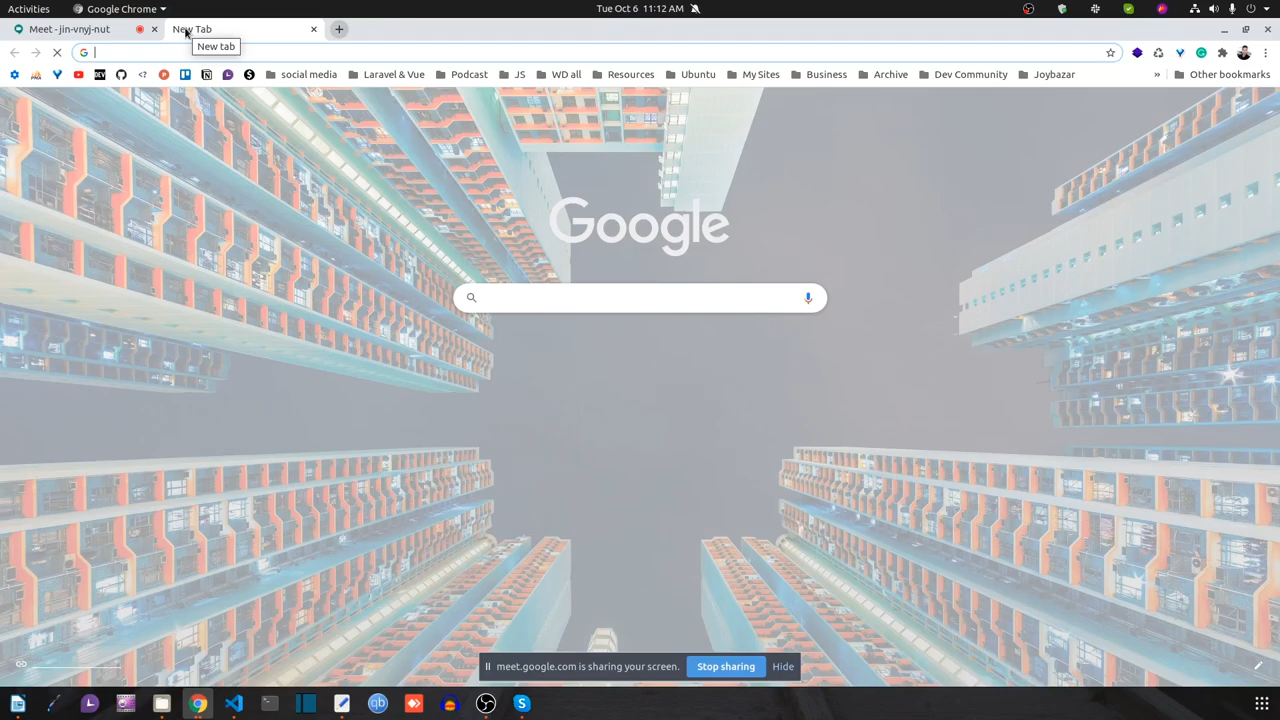 Activities
Google Chrome
Tue Oct 6 11:12 AM
Meet - jin-vnyj-nut
New Tab
New tab
DEV
social media
Laravel & Vue
Podcast
JS
WD all
Resources
Ubuntu
My Sites
Business
Archive
Dev Community
Joybazar
»
Other bookmarks
Google
meet.google.com is sharing your screen.
Stop sharing
Hide